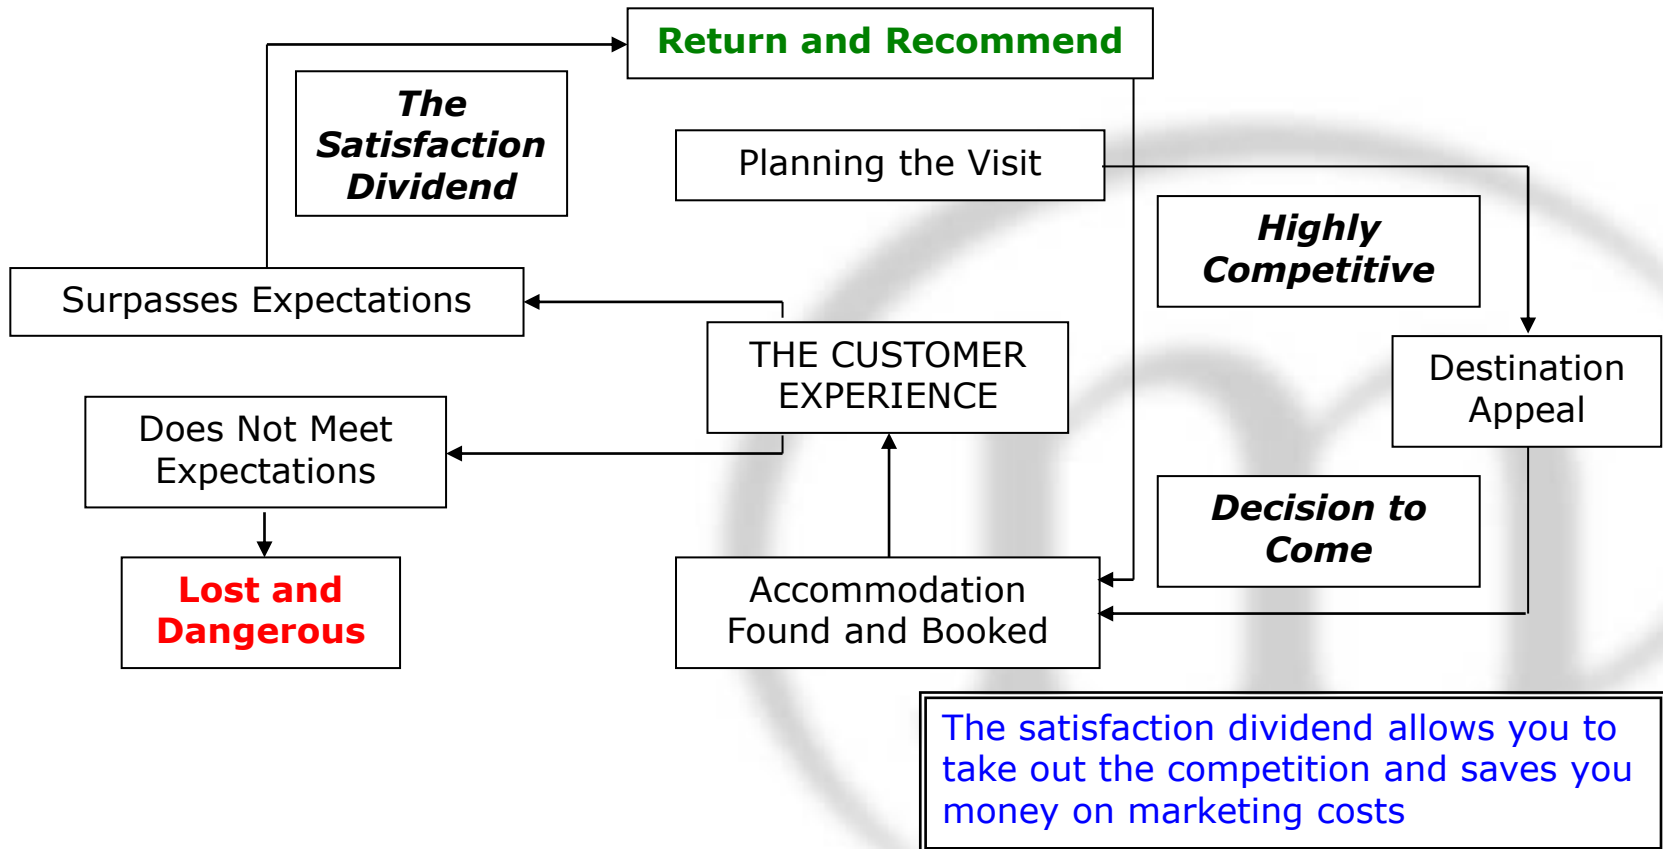 Return and Recommend
The
Satisfaction
Dividend
Planning the Visit
Highly
Competitive
Surpasses Expectations
THE CUSTOMER
EXPERIENCE
Destination
Appeal
Does Not Meet
Expectations
Decision to
Come
Lost and
Dangerous
Accommodation
Found and Booked
The satisfaction dividend allows you to
take out the competition and saves you
money on marketing costs